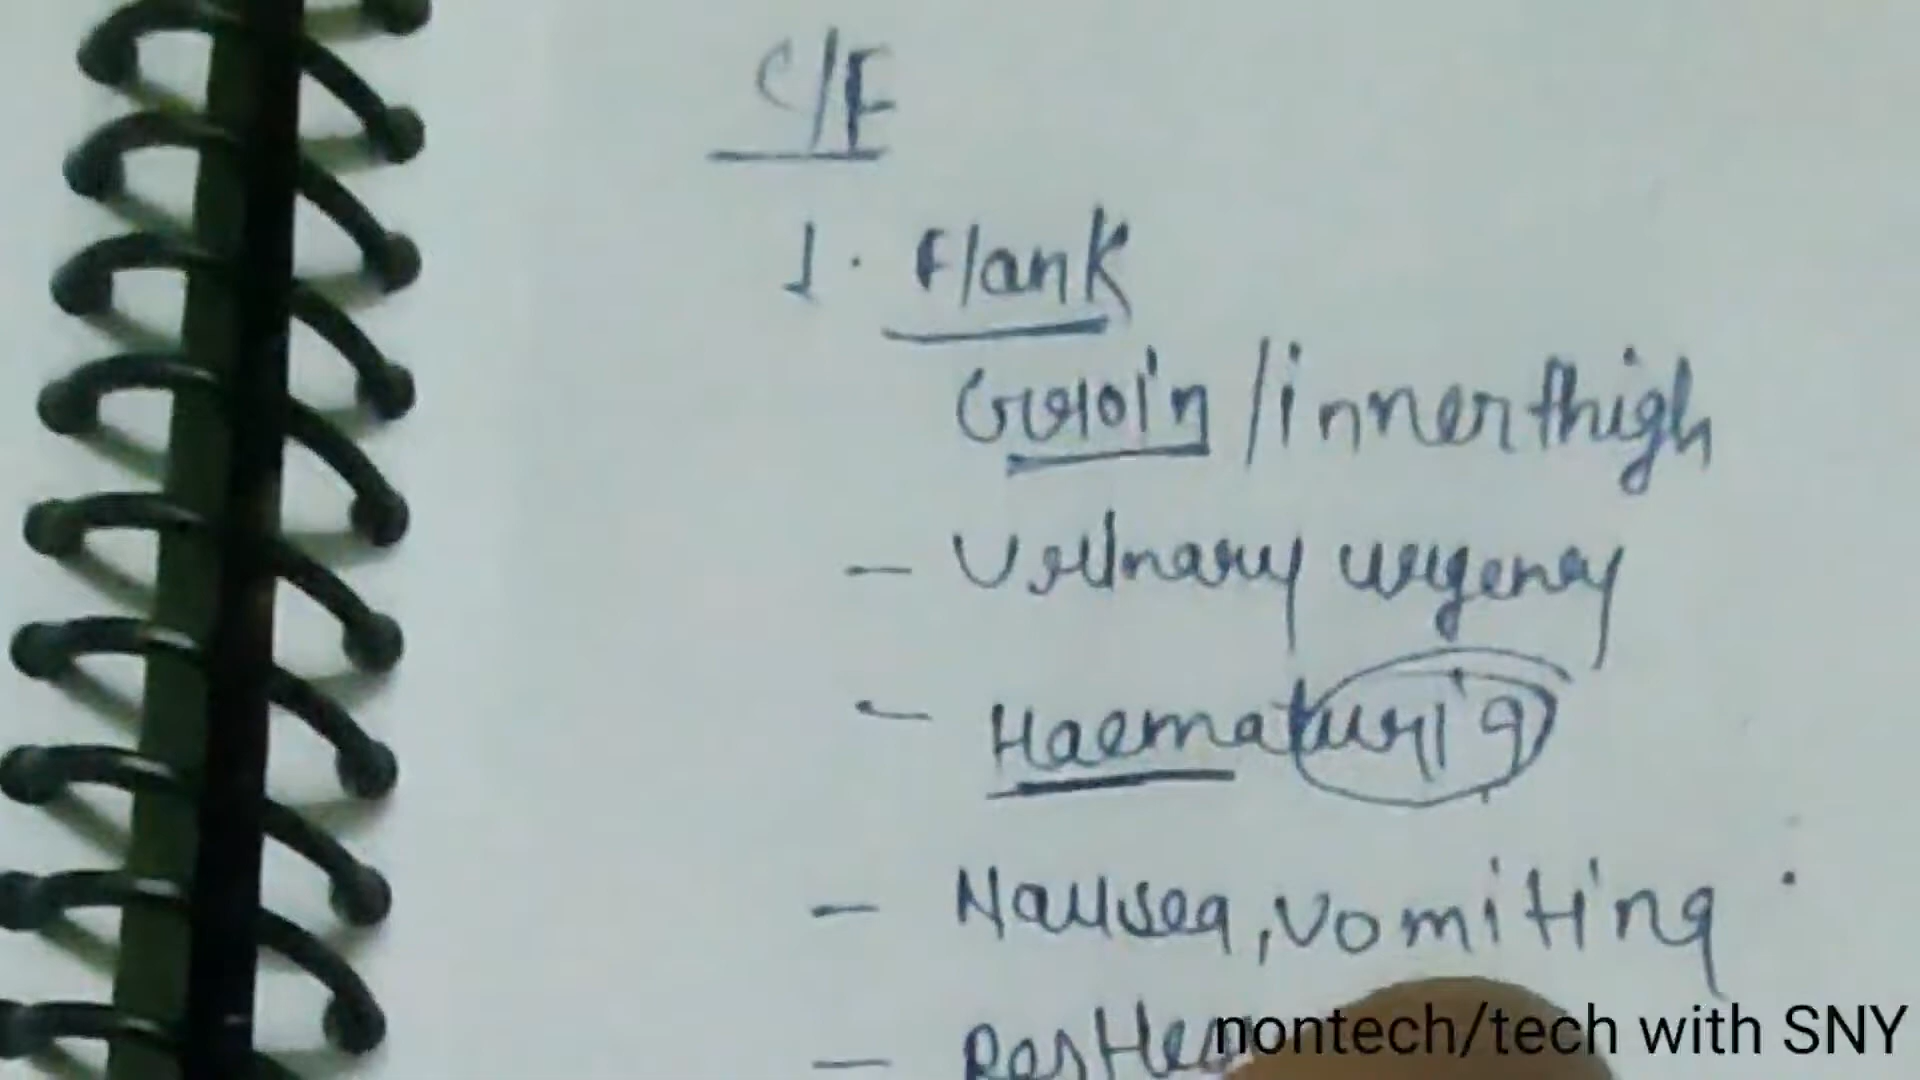 C/F
1. Flank
Groin / inner thigh
- Urinary urgency
- Haematuria
- Nausea, vomiting
-
nontech/tech with SNY